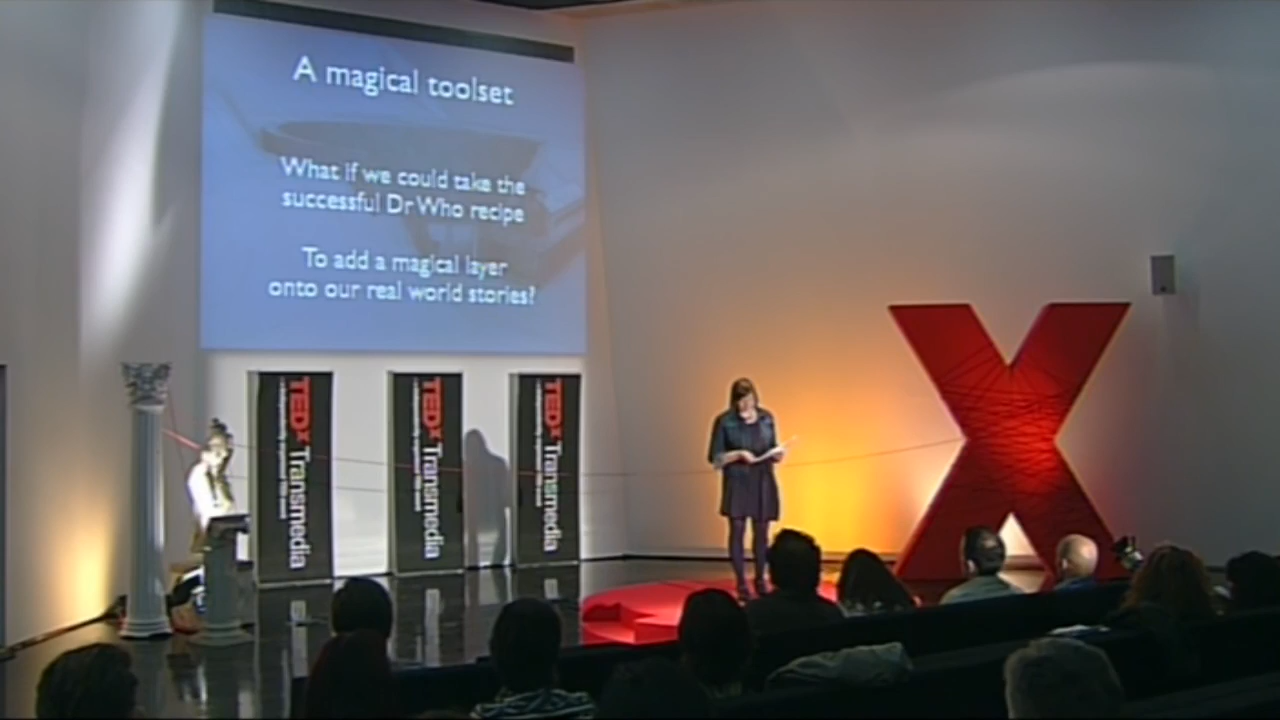 A magical toolset
What if we could take the
successful Dr Who recipe
To add a magical layer
onto our real world stories?
TEDx Transmedia
TEDx Transmedia
TEDx Transmedia
X